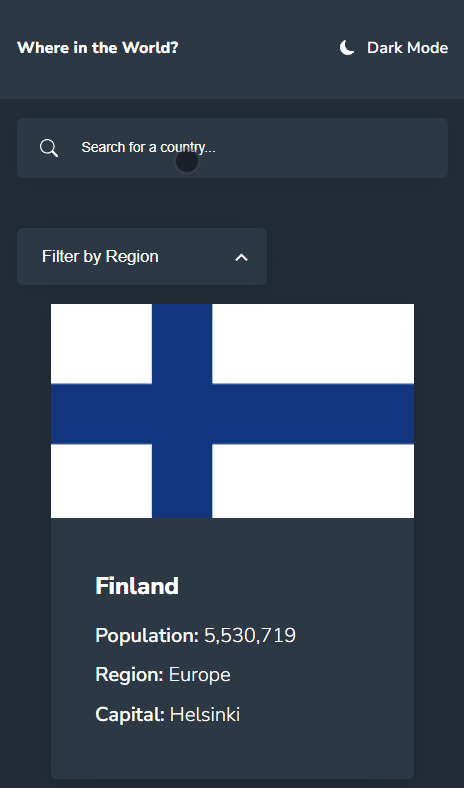 Where in the World?
Dark Mode
Search for a country...
Filter by Region
Finland
Population: 5,530,719
Region: Europe
Capital: Helsinki